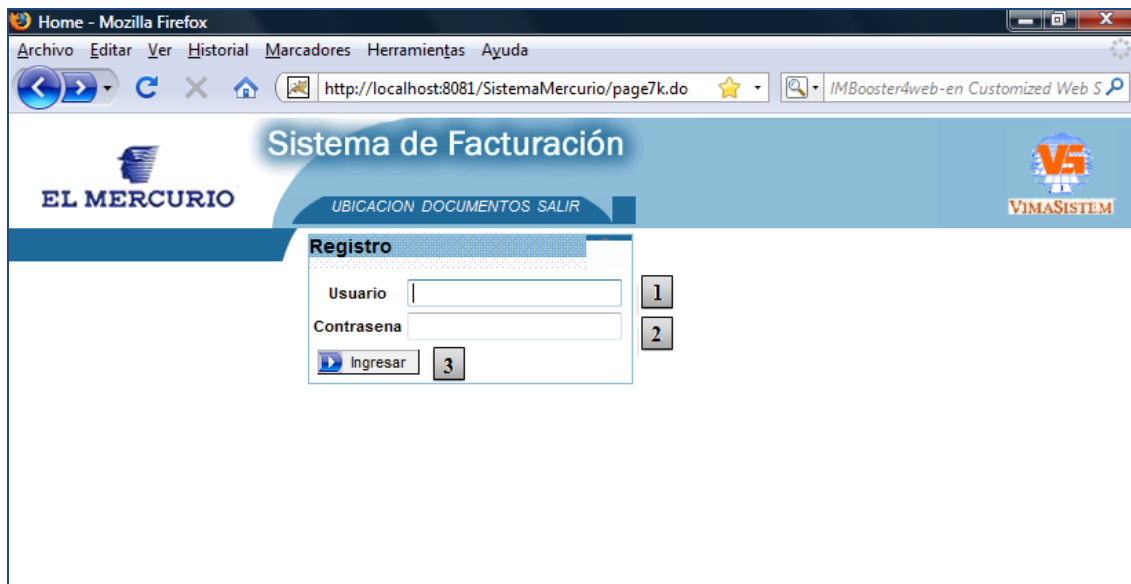 Home - Mozilla Firefox
Archivo Editar Ver Historial Marcadores Herramientas Ayuda
http://localhost:8081/SistemaMercurio/page7k.do
IMBooster4web-en Customized Web S
Sistema de Facturación
EL MERCURIO
VS
VIMASISTEM
UBICACION DOCUMENTOS SALIR
Registro
Usuario 1
Contrasena 2
Ingresar 3